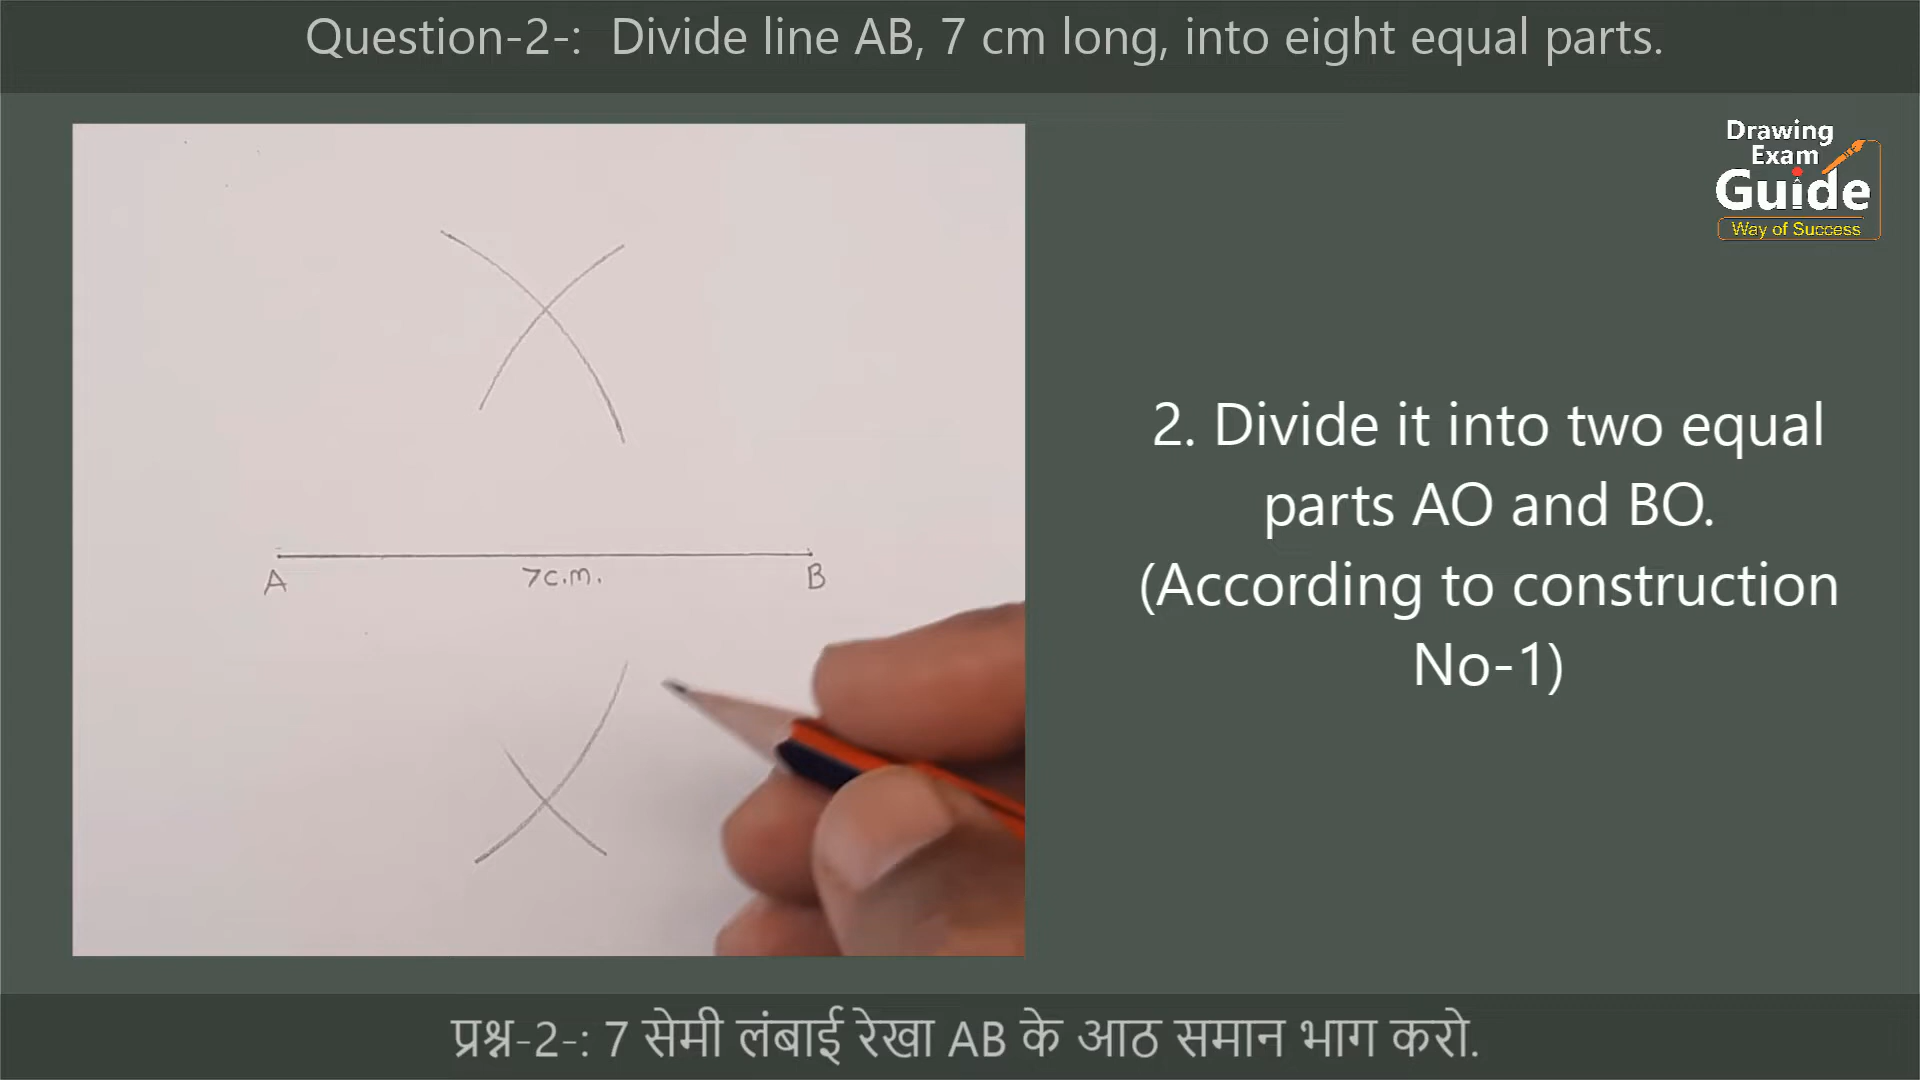 Question-2-: Divide line AB, 7 cm long, into eight equal parts.
Drawing
Exam
Guide
Way of Success
2. Divide it into two equal
parts AO and BO.
(According to construction
No-1)
A
7c.m.
B
प्रश्न-2-: 7 सेमी लंबाई रेखा AB के आठ समान भाग करो.